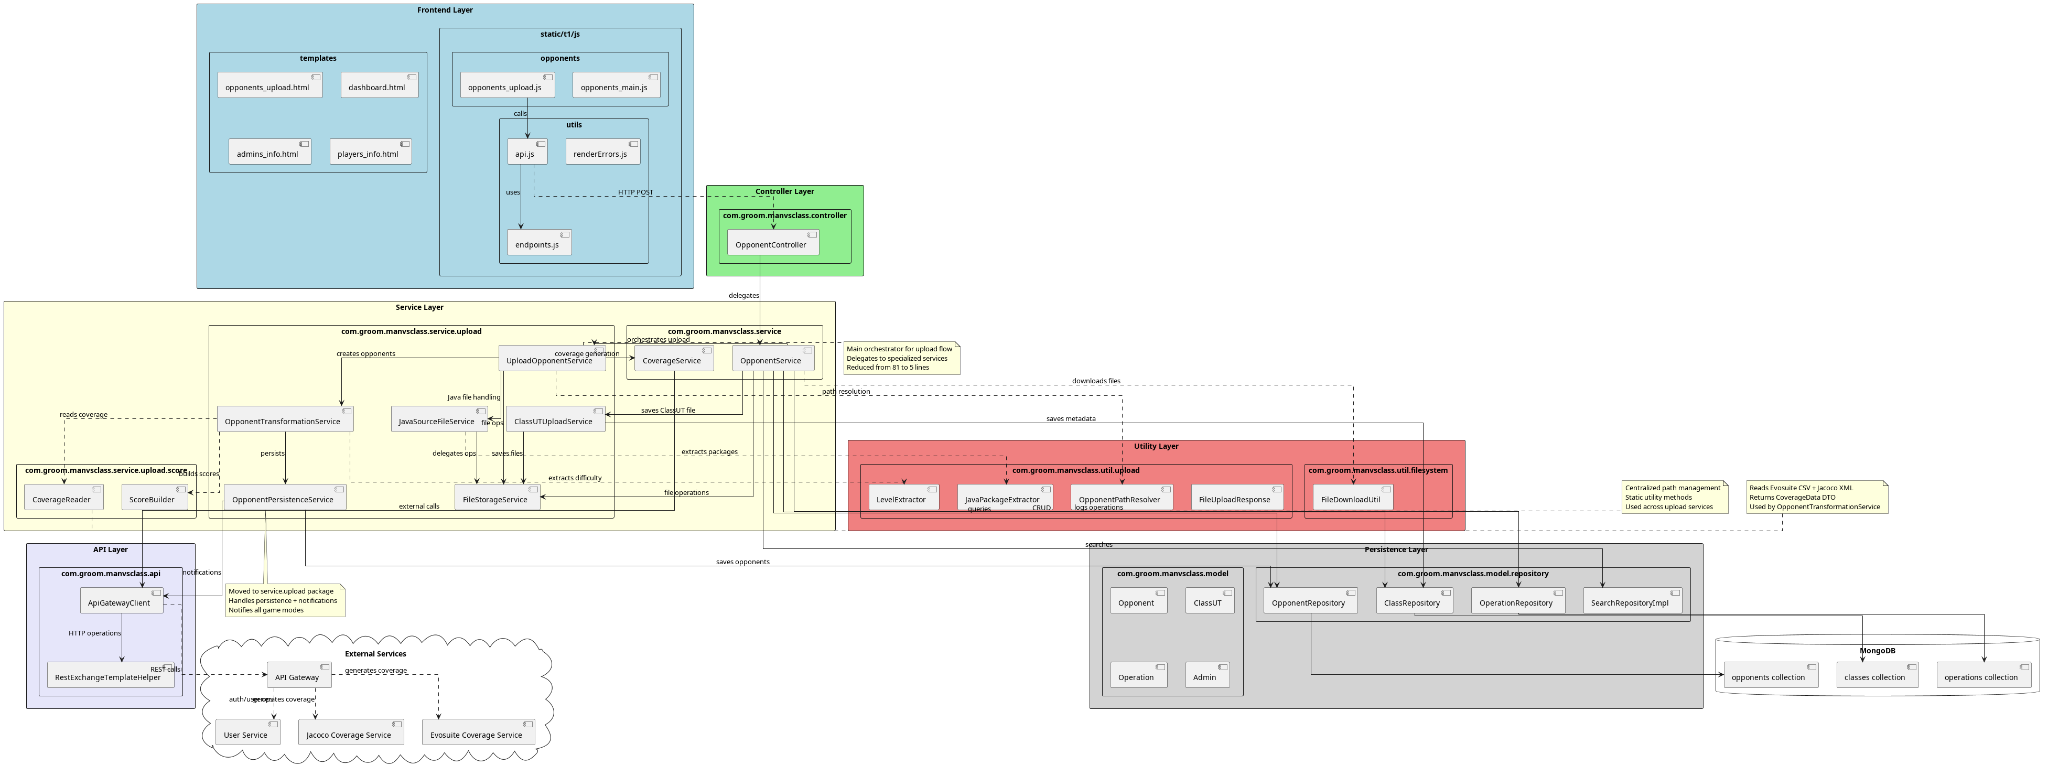 Frontend Layer
static/t1/js
templates
opponents
opponents_upload.html
dashboard.html
opponents_upload.js
opponents_main.js
calls
utils
admins_info.html
players_info.html
api.js
renderErrors.js
uses
HTTP POST
endpoints.js
Controller Layer
com.groom.manvsclass.controller
OpponentController
delegates
Service Layer
com.groom.manvsclass.service.upload
com.groom.manvsclass.service
orchestrates upload
creates opponents
UploadOpponentService
coverage generation
CoverageService
OpponentService
Main orchestrator for upload flow
Delegates to specialized services
Reduced from 81 to 5 lines
downloads files
path resolution
Java file handling
reads coverage
OpponentTransformationService
JavaSourceFileService
file ops
ClassUTUploadService
saves ClassUT file
saves metadata
persists
delegates ops
saves files
extracts packages
Utility Layer
com.groom.manvsclass.service.upload.score
builds scores
extracts difficulty
com.groom.manvsclass.util.upload
com.groom.manvsclass.util.filesystem
CoverageReader
ScoreBuilder
OpponentPersistenceService
FileStorageService
file operations
external calls
LevelExtractor
JavaPackageExtractor
OpponentPathResolver
FileUploadResponse
FileDownloadUtil
queries
CRUD
logs operations
Centralized path management
Static utility methods
Used across upload services
Reads Evosuite CSV + Jacoco XML
Returns CoverageData DTO
Used by OpponentTransformationService
API Layer
searches
Persistence Layer
saves opponents
com.groom.manvsclass.api
notifications
com.groom.manvsclass.model
com.groom.manvsclass.model.repository
ApiGatewayClient
Moved to service.upload package
Handles persistence + notifications
Notifies all game modes
Opponent
ClassUT
OpponentRepository
ClassRepository
OperationRepository
SearchRepositoryImpl
HTTP operations
External Services
MongoDB
RestExchangeTemplateHelper
REST calls
API Gateway
generates coverage
Operation
Admin
opponents collection
classes collection
operations collection
generates coverage
User Service
Jacoco Coverage Service
Evosuite Coverage Service